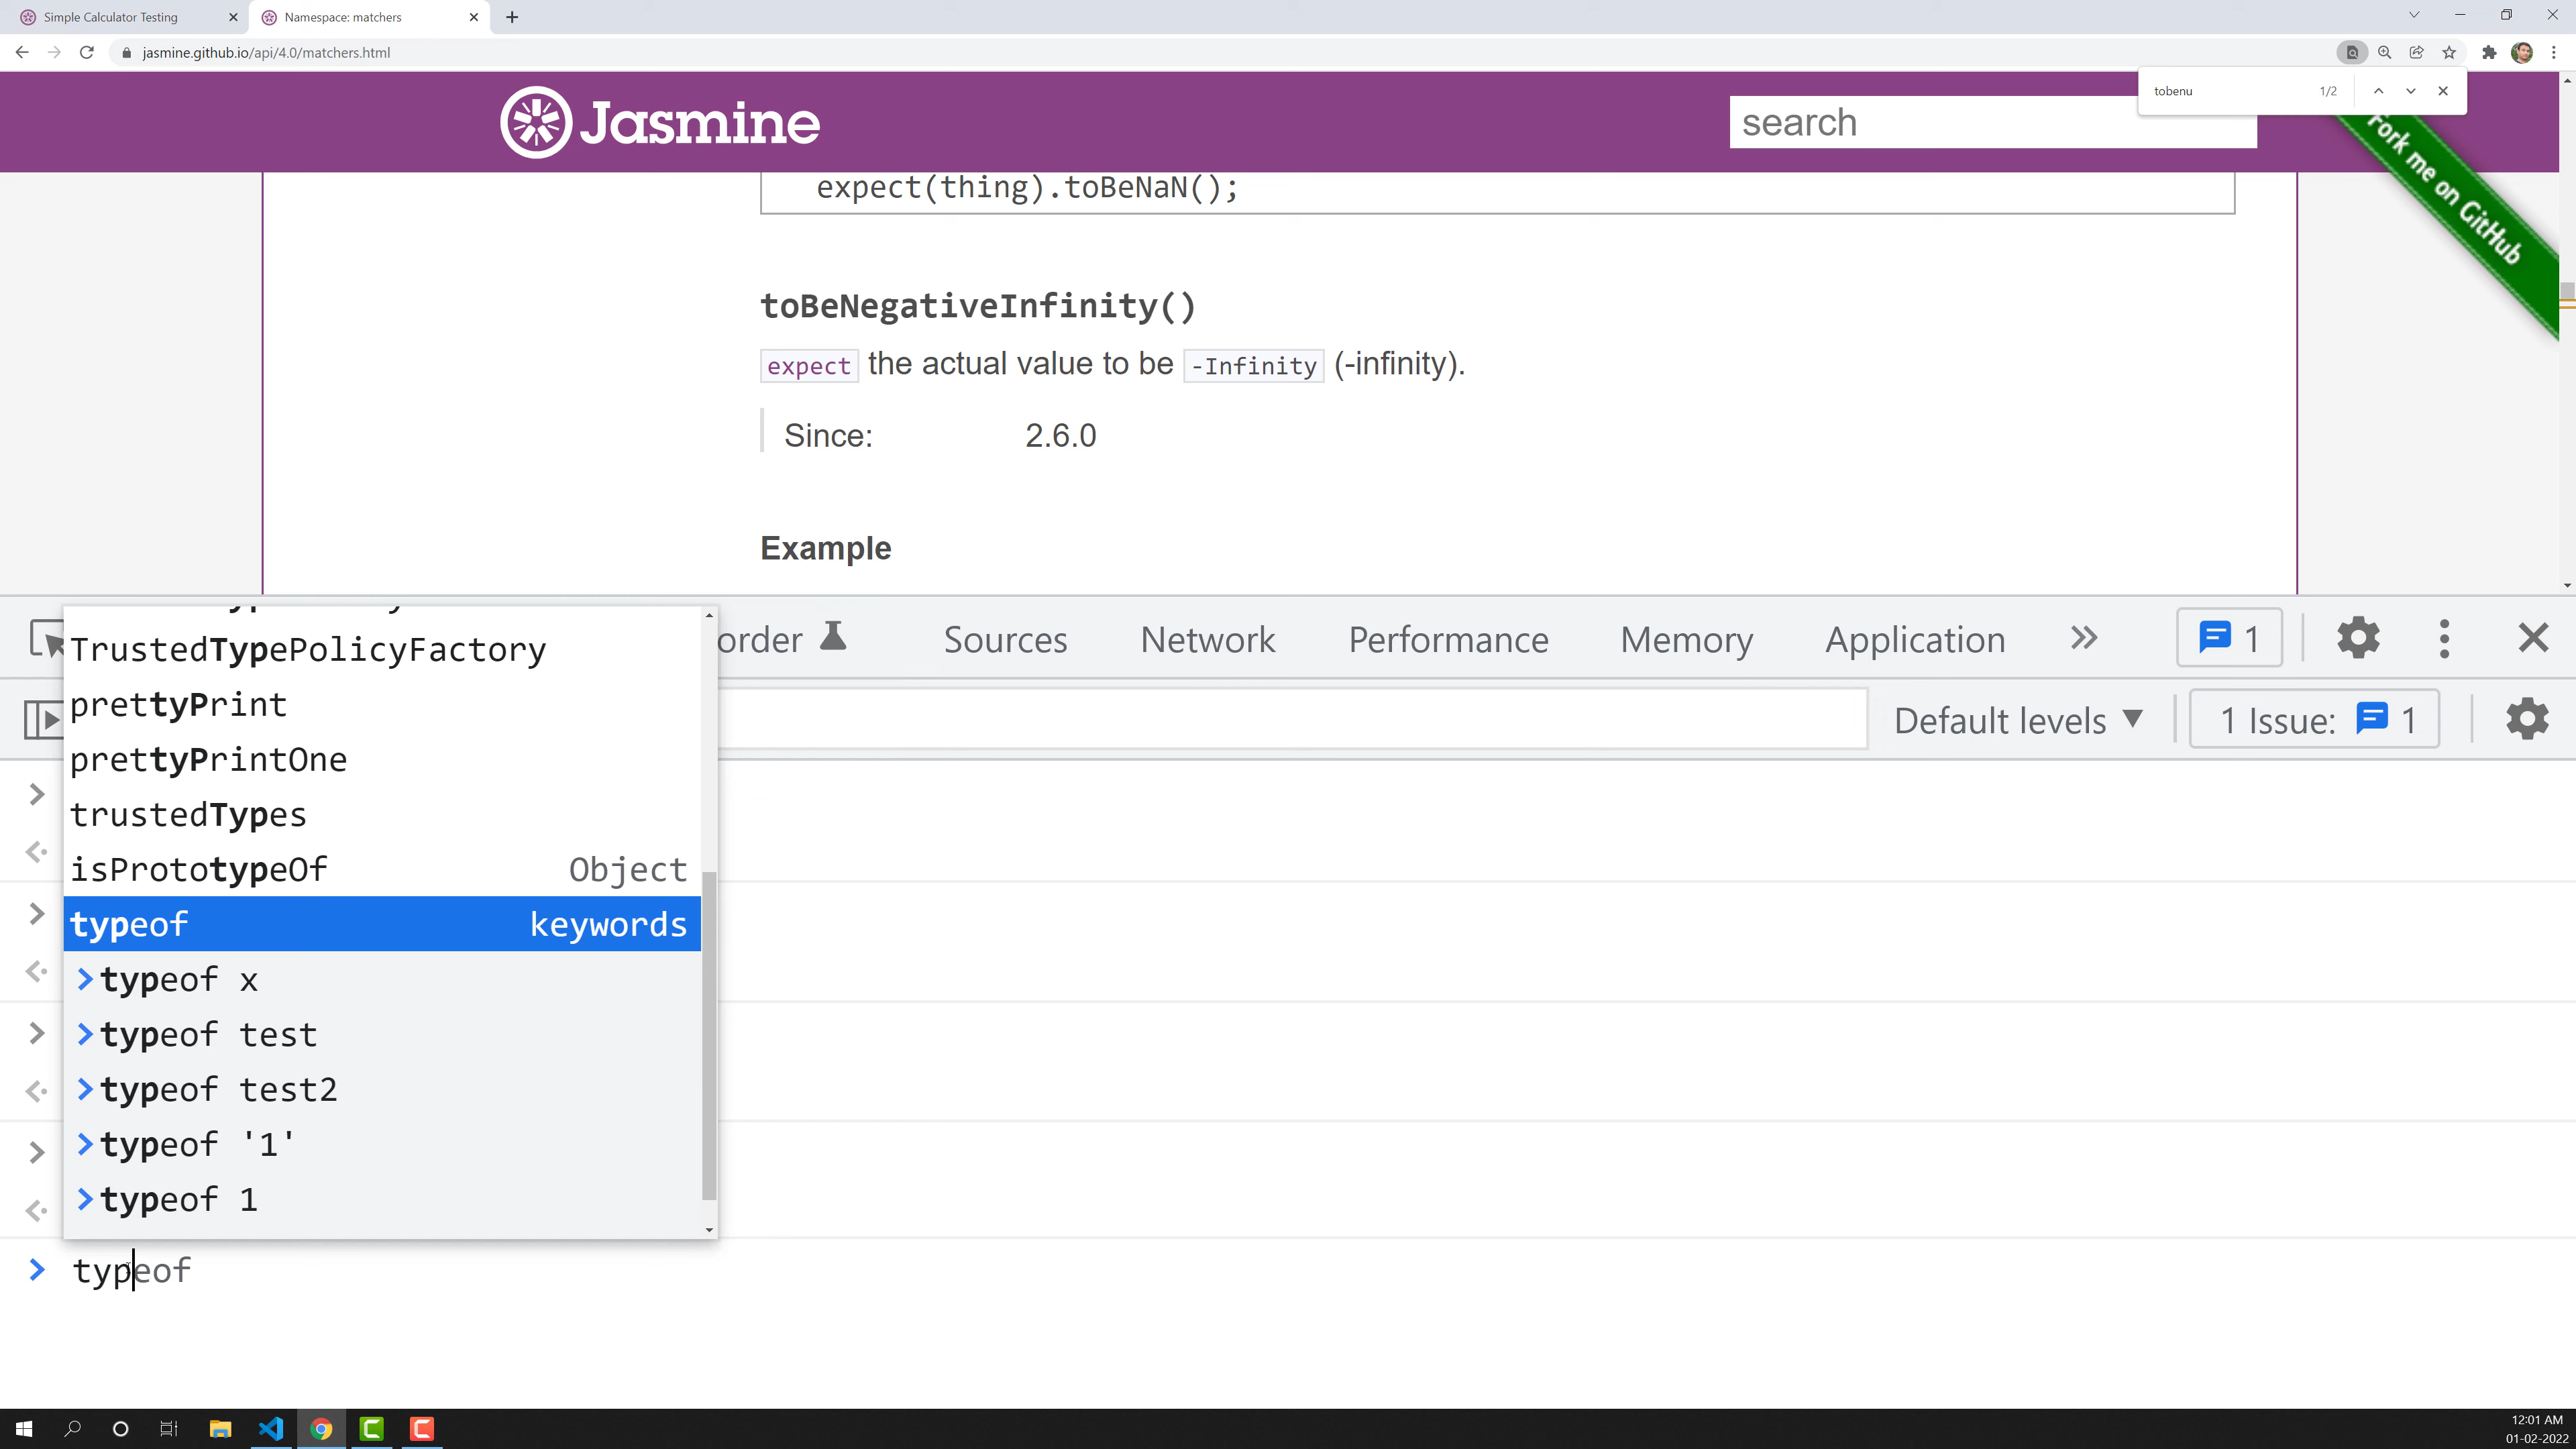 Simple Calculator Testing
Namespace: matchers
jasmine.github.io/api/4.0/matchers.html
tobenu 1/2
Jasmine
search
Fork me on GitHub
expect(thing).toBeNaN();
toBeNegativeInfinity()
expect the actual value to be -Infinity (-infinity).
Since: 2.6.0
Example
order Sources Network Performance Memory Application 1
Default levels 1 Issue: 1
TrustedTypePolicyFactory
prettyPrint
prettyPrintOne
trustedTypes
isPrototypeOf Object
typeof keywords
typeof x
typeof test
typeof test2
typeof '1'
typeof 1
typeof
12:01 AM
01-02-2022